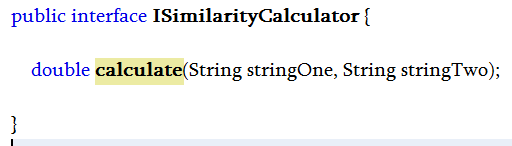 public interface ISimilarityCalculator {
double calculate(String stringOne, String stringTwo);
}